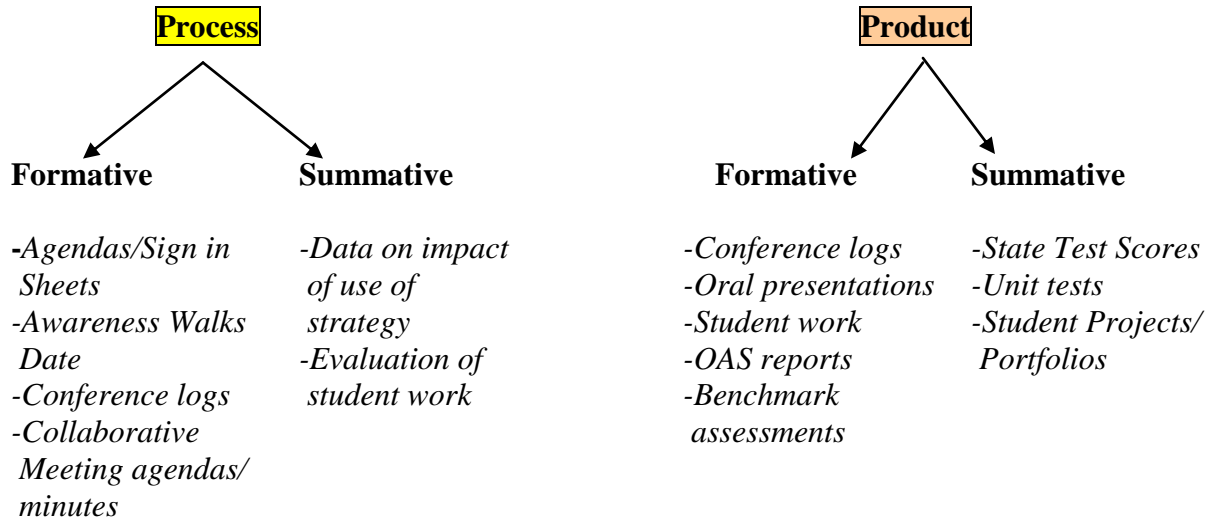 Process
Product
Formative
Summative
Formative
Summative
-Agendas/Sign in
Sheets
-Awareness Walks
Date
-Conference logs
-Collaborative
Meeting agendas/
minutes
-Data on impact
of use of
strategy
-Evaluation of
student work
-Conference logs
-Oral presentations
-Student work
-OAS reports
-Benchmark
assessments
-State Test Scores
-Unit tests
-Student Projects/
Portfolios